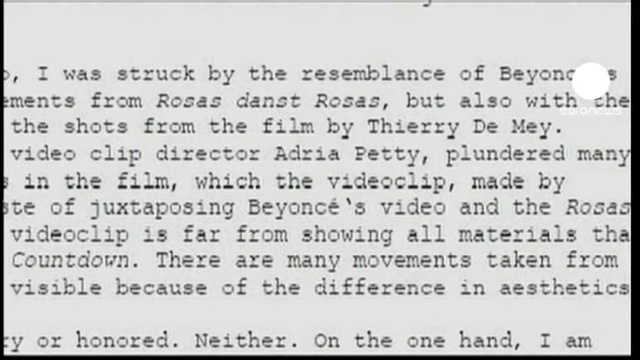 o, I was struck by the resemblance of Beyoncé's
ements from Rosas danst Rosas, but also with the
the shots from the film by Thierry De Mey.
video clip director Adria Petty, plundered many
s in the film, which the videoclip, made by
ste of juxtaposing Beyoncé's video and the Rosas
videoclip is far from showing all materials tha
Countdown. There are many movements taken from
visible because of the difference in aesthetics
ry or honored. Neither. On the one hand, I am
euronews